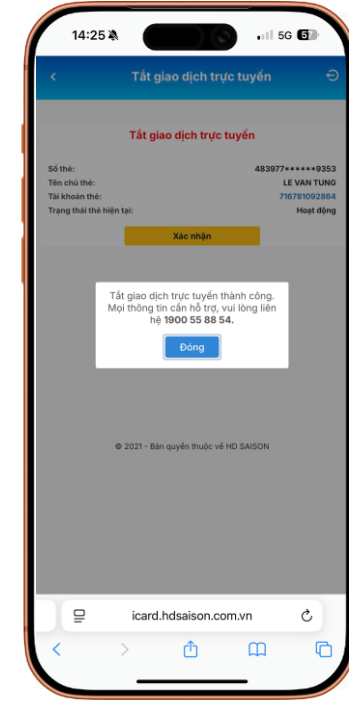 14:25
5G 57
Tắt giao dịch trực tuyến
Tắt giao dịch trực tuyến
Số thẻ: 483977******9353
Tên chủ thẻ: LE VAN TUNG
Tài khoản thẻ: 716781092864
Trạng thái thẻ hiện tại: Hoạt động
Xác nhận
Tắt giao dịch trực tuyến thành công.
Mọi thông tin cần hỗ trợ, vui lòng liên
hệ 1900 55 88 54.
Đóng
© 2021 - Bản quyền thuộc về HD SAISON
icard.hdsaison.com.vn